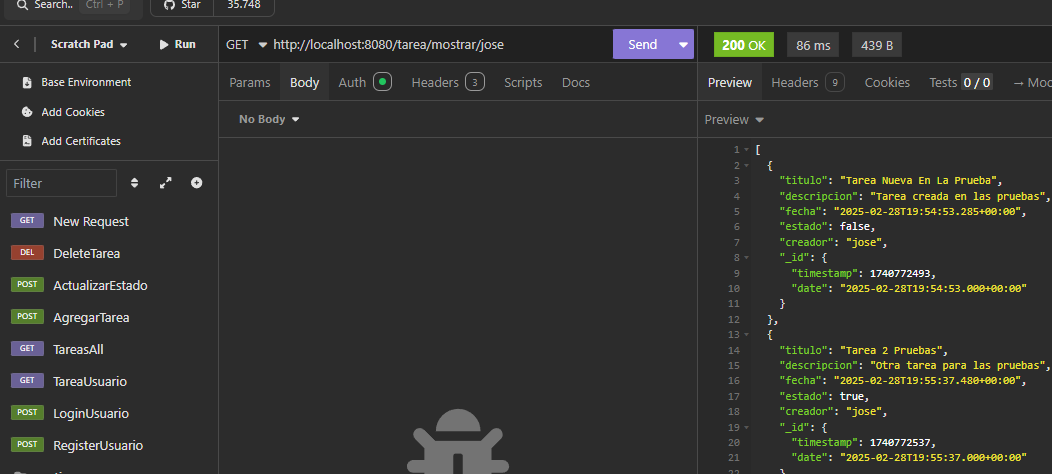 Search.. Ctrl + P Star 35.748
Scratch Pad Run
GET http://localhost:8080/tarea/mostrar/jose Send
200 OK 86 ms 439 B
Base Environment
Add Cookies
Add Certificates
Params Body Auth Headers 3 Scripts Docs
Preview Headers 9 Cookies Tests 0 / 0 → Moc
No Body
Preview
Filter
GET New Request
DEL DeleteTarea
POST ActualizarEstado
POST AgregarTarea
GET TareasAll
GET TareaUsuario
POST LoginUsuario
POST RegisterUsuario
1 [
2 {
3 "titulo": "Tarea Nueva En La Prueba",
4 "descripcion": "Tarea creada en las pruebas",
5 "fecha": "2025-02-28T19:54:53.285+00:00",
6 "estado": false,
7 "creador": "jose",
8 "_id": {
9 "timestamp": 1740772493,
10 "date": "2025-02-28T19:54:53.000+00:00"
11 }
12 },
13 {
14 "titulo": "Tarea 2 Pruebas",
15 "descripcion": "Otra tarea para las pruebas",
16 "fecha": "2025-02-28T19:55:37.480+00:00",
17 "estado": true,
18 "creador": "jose",
19 "_id": {
20 "timestamp": 1740772537,
21 "date": "2025-02-28T19:55:37.000+00:00"